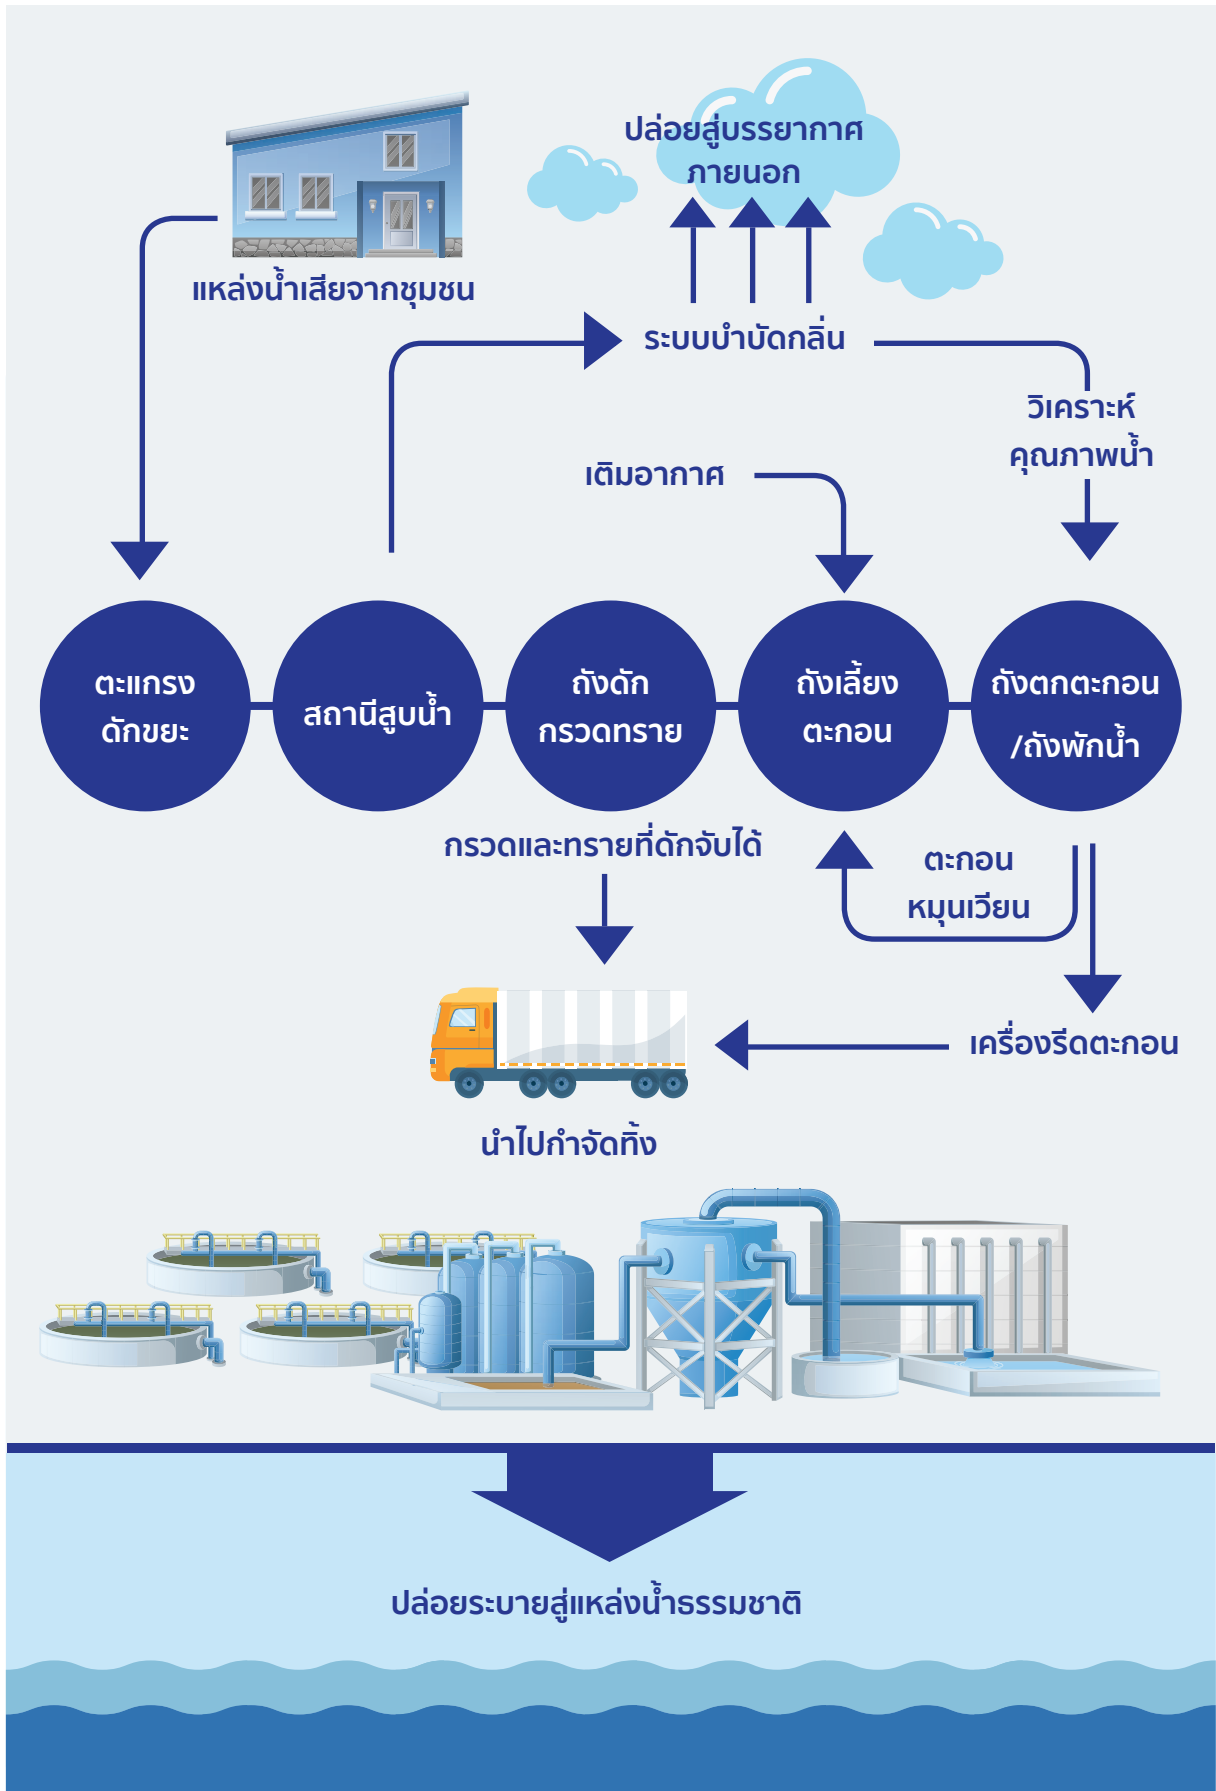 ปล่อยสู่บรรยากาศ
ภายนอก
แหล่งน้ำเสียจากชุมชน
ระบบบำบัดกลิ่น
วิเคราะห์
คุณภาพน้ำ
เติมอากาศ
ตะแกรง
ดักขยะ
สถานีสูบน้ำ
ถังดัก
กรวดทราย
ถังเลี้ยง
ตะกอน
ถังตกตะกอน
/ถังพักน้ำ
กรวดและทรายที่ดักจับได้
ตะกอน
หมุนเวียน
เครื่องรีดตะกอน
นำไปกำจัดทิ้ง
ปล่อยระบายสู่แหล่งน้ำธรรมชาติ